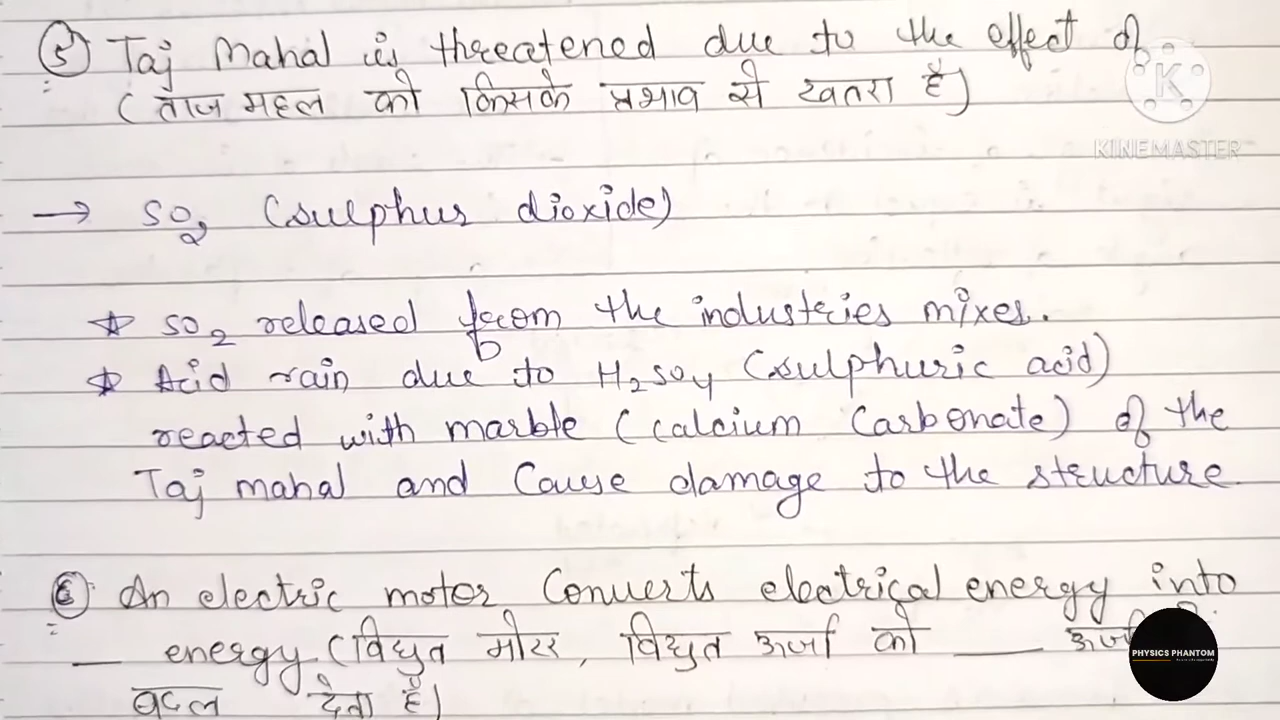 5 Taj Mahal is threatened due to the effect of
(ताज महल को किसके प्रभाव से खतरा है)
K
KINEMASTER
→ SO2 (sulphur dioxide)
☆ SO2 released from the industries mixes.
☆ Acid rain due to H2SO4 (sulphuric acid)
reacted with marble (calcium Carbonate) of the
Taj mahal and Cause damage to the structure.
6 An electric motor Converts electrical energy into
— energy (विद्युत मोटर, विद्युत ऊर्जा को —— ऊर्जा
बदल देता है)
PHYSICS PHANTOM